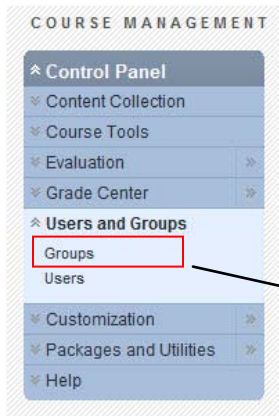 COURSE MANAGEMENT
Control Panel
Content Collection
Course Tools
Evaluation
Grade Center
Users and Groups
Groups
Users
Customization
Packages and Utilities
Help